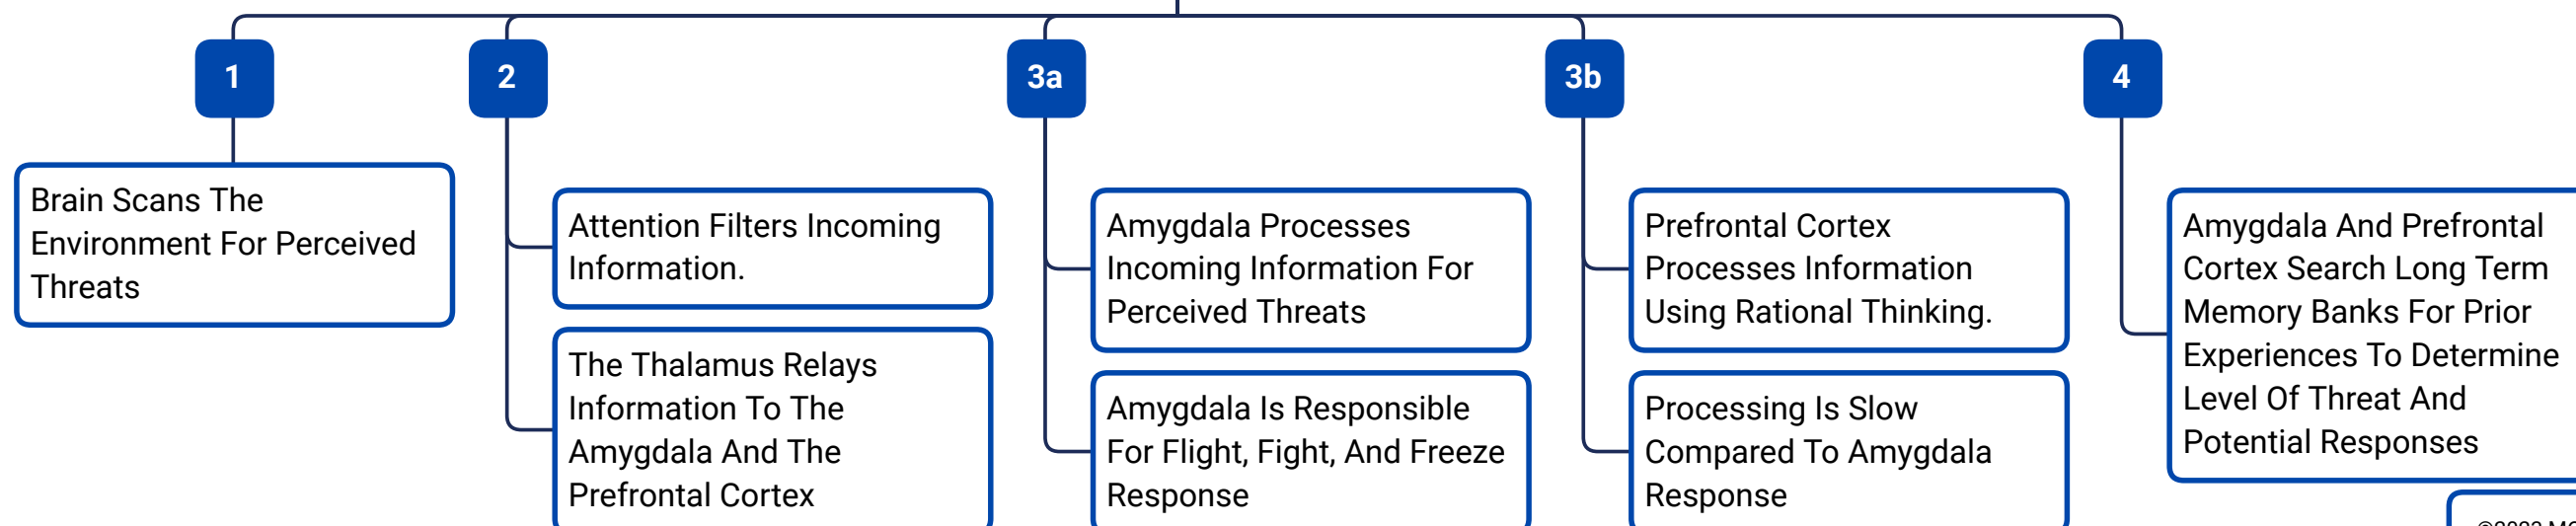 1
Brain Scans The
Environment For Perceived
Threats
2
Attention Filters Incoming
Information.
The Thalamus Relays
Information To The
Amygdala And The
Prefrontal Cortex
3a
Amygdala Processes
Incoming Information For
Perceived Threats
Amygdala Is Responsible
For Flight, Fight, And Freeze
Response
3b
Prefrontal Cortex
Processes Information
Using Rational Thinking.
Processing Is Slow
Compared To Amygdala
Response
4
Amygdala And Prefrontal
Cortex Search Long Term
Memory Banks For Prior
Experiences To Determine
Level Of Threat And
Potential Responses